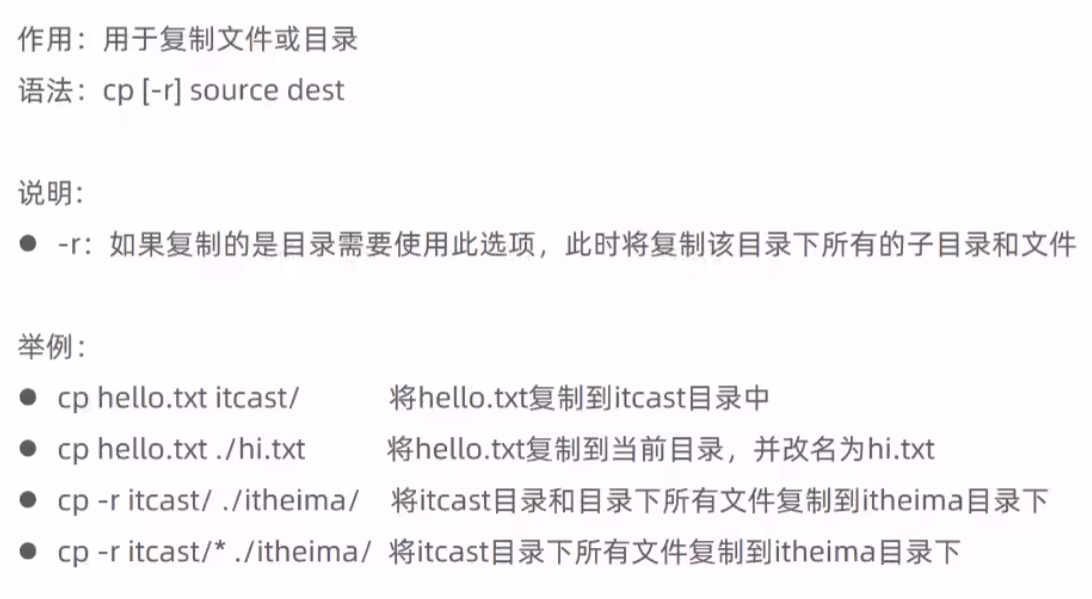 作用：用于复制文件或目录
语法：cp [-r] source dest
说明：
● -r：如果复制的是目录需要使用此选项，此时将复制该目录下所有的子目录和文件
举例：
● cp hello.txt itcast/ 将hello.txt复制到itcast目录中
● cp hello.txt ./hi.txt 将hello.txt复制到当前目录，并改名为hi.txt
● cp -r itcast/ ./itheima/ 将itcast目录和目录下所有文件复制到itheima目录下
● cp -r itcast/* ./itheima/ 将itcast目录下所有文件复制到itheima目录下